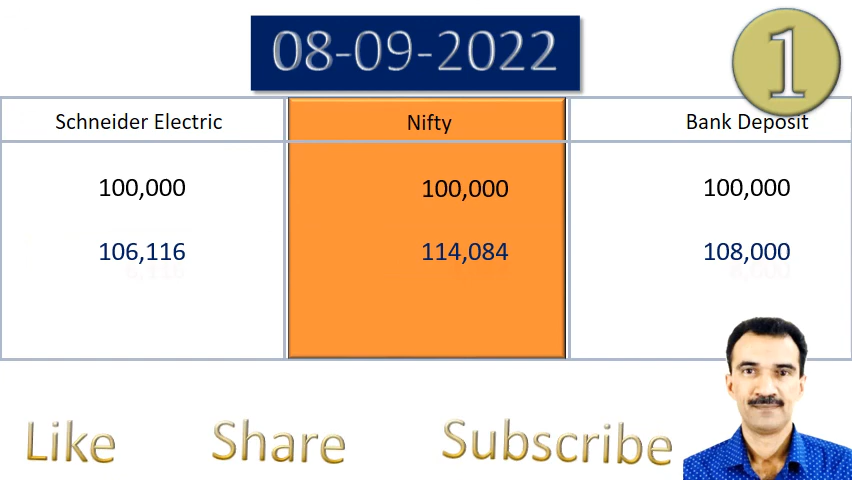 08-09-2022
1
Schneider Electric Nifty Bank Deposit
100,000 100,000 100,000
106,116 114,084 108,000
Like Share Subscribe